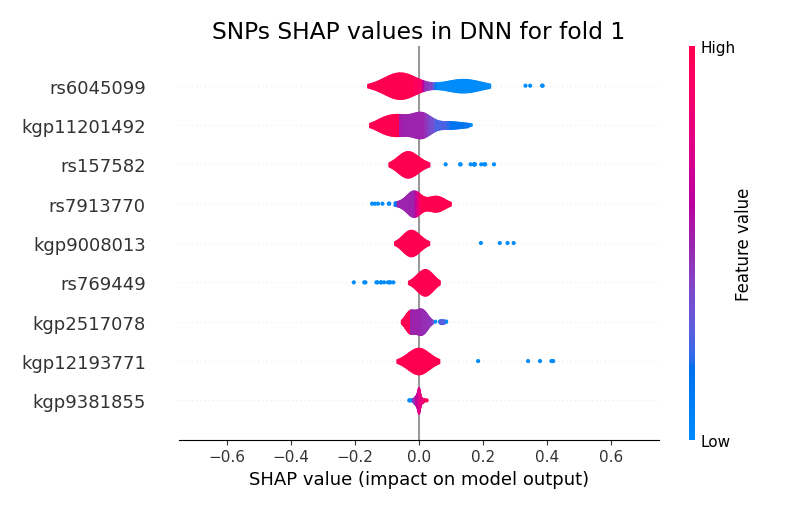 SNPs SHAP values in DNN for fold 1
High
rs6045099
kgp11201492
rs157582
rs7913770
kgp9008013
rs769449
kgp2517078
kgp12193771
kgp9381855
Feature value
Low
−0.6 −0.4 −0.2 0.0 0.2 0.4 0.6
SHAP value (impact on model output)